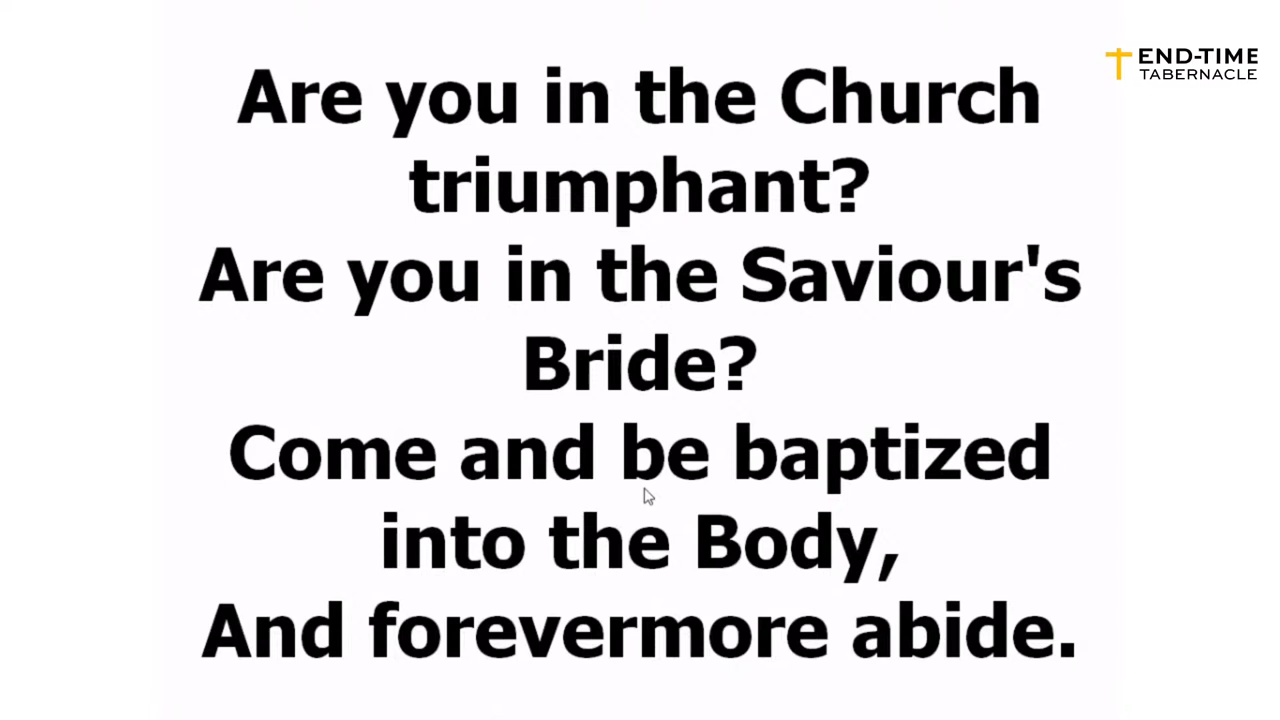 END-TIME
TABERNACLE
Are you in the Church
triumphant?
Are you in the Saviour's
Bride?
Come and be baptized
into the Body,
And forevermore abide.